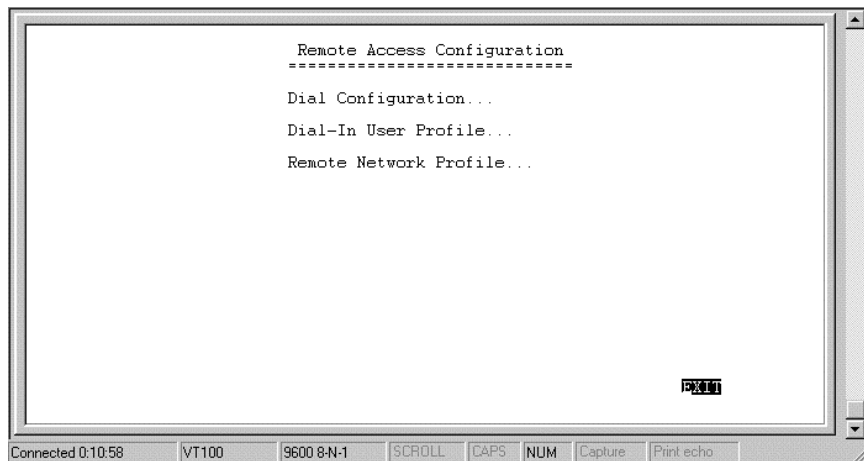 Remote Access Configuration
=============================
Dial Configuration...
Dial-In User Profile...
Remote Network Profile...
EXIT
Connected 0:10:58 VT100 9600 8-N-1 SCROLL CAPS NUM Capture Print echo